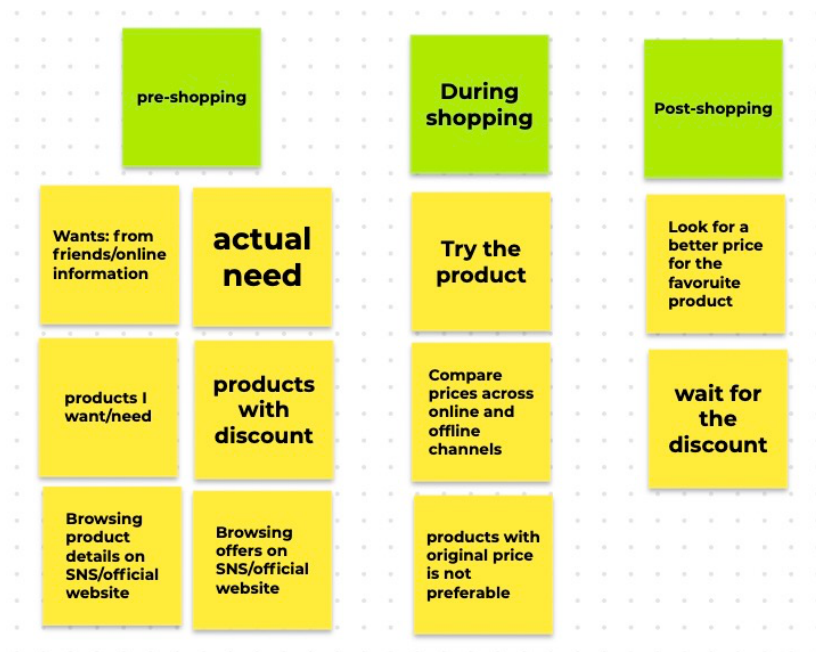 pre-shopping
During
shopping
Post-shopping
Wants: from
friends/online
information
actual
need
Try the
product
Look for a
better price
for the
favoruite
product
products I
want/need
products
with
discount
Compare
prices across
online and
offline
channels
wait for
the
discount
Browsing
product
details on
SNS/official
website
Browsing
offers on
SNS/official
website
products with
original price
is not
preferable